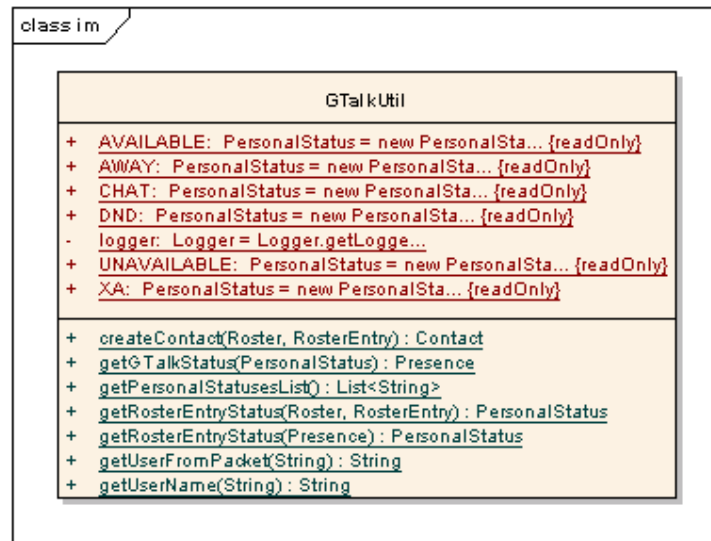 class im
GTalkUtil
+ AVAILABLE: PersonalStatus = new PersonalSta... {readOnly}
+ AWAY: PersonalStatus = new PersonalSta... {readOnly}
+ CHAT: PersonalStatus = new PersonalSta... {readOnly}
+ DND: PersonalStatus = new PersonalSta... {readOnly}
- logger: Logger = Logger.getLogge...
+ UNAVAILABLE: PersonalStatus = new PersonalSta... {readOnly}
+ XA: PersonalStatus = new PersonalSta... {readOnly}
+ createContact(Roster, RosterEntry) : Contact
+ getGTalkStatus(PersonalStatus) : Presence
+ getPersonalStatusesList() : List<String>
+ getRosterEntryStatus(Roster, RosterEntry) : PersonalStatus
+ getRosterEntryStatus(Presence) : PersonalStatus
+ getUserFromPacket(String) : String
+ getUserName(String) : String